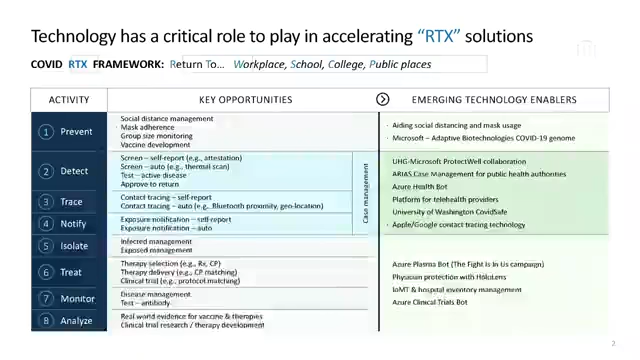 Technology has a critical role to play in accelerating “RTX” solutions
COVID RTX FRAMEWORK: Return To... Workplace, School, College, Public places
ACTIVITY
KEY OPPORTUNITIES
EMERGING TECHNOLOGY ENABLERS
1 Prevent
Social distance management
Mask adherence
Group size monitoring
Vaccine development
· Aiding social distancing and mask usage
· Microsoft – Adaptive Biotechnologies COVID-19 genome
2 Detect
Screen – self-report (e.g., attestation)
Screen – auto (e.g., thermal scan)
Test – active disease
Approve to return
3 Trace
Contact tracing – self-report
Contact tracing – auto (e.g., Bluetooth proximity, geo-location)
4 Notify
Exposure notification – self-report
Exposure notification – auto
Case management
UHG-Microsoft ProtectWell collaboration
ARIAS Case Management for public health authorities
Azure Health Bot
Platform for telehealth providers
University of Washington CovidSafe
· Apple/Google contact tracing technology
5 Isolate
Infected management
Exposed management
6 Treat
Therapy selection (e.g., Rx, CP)
Therapy delivery (e.g., CP matching)
Clinical trial (e.g., protocol matching)
7 Monitor
Disease management
Test – antibody
8 Analyze
Real world evidence for vaccine & therapies
Clinical trial research / therapy development
Azure Plasma Bot (The Fight is In Us campaign)
Physician protection with HoloLens
IoMT & hospital inventory management
Azure Clinical Trials Bot
2